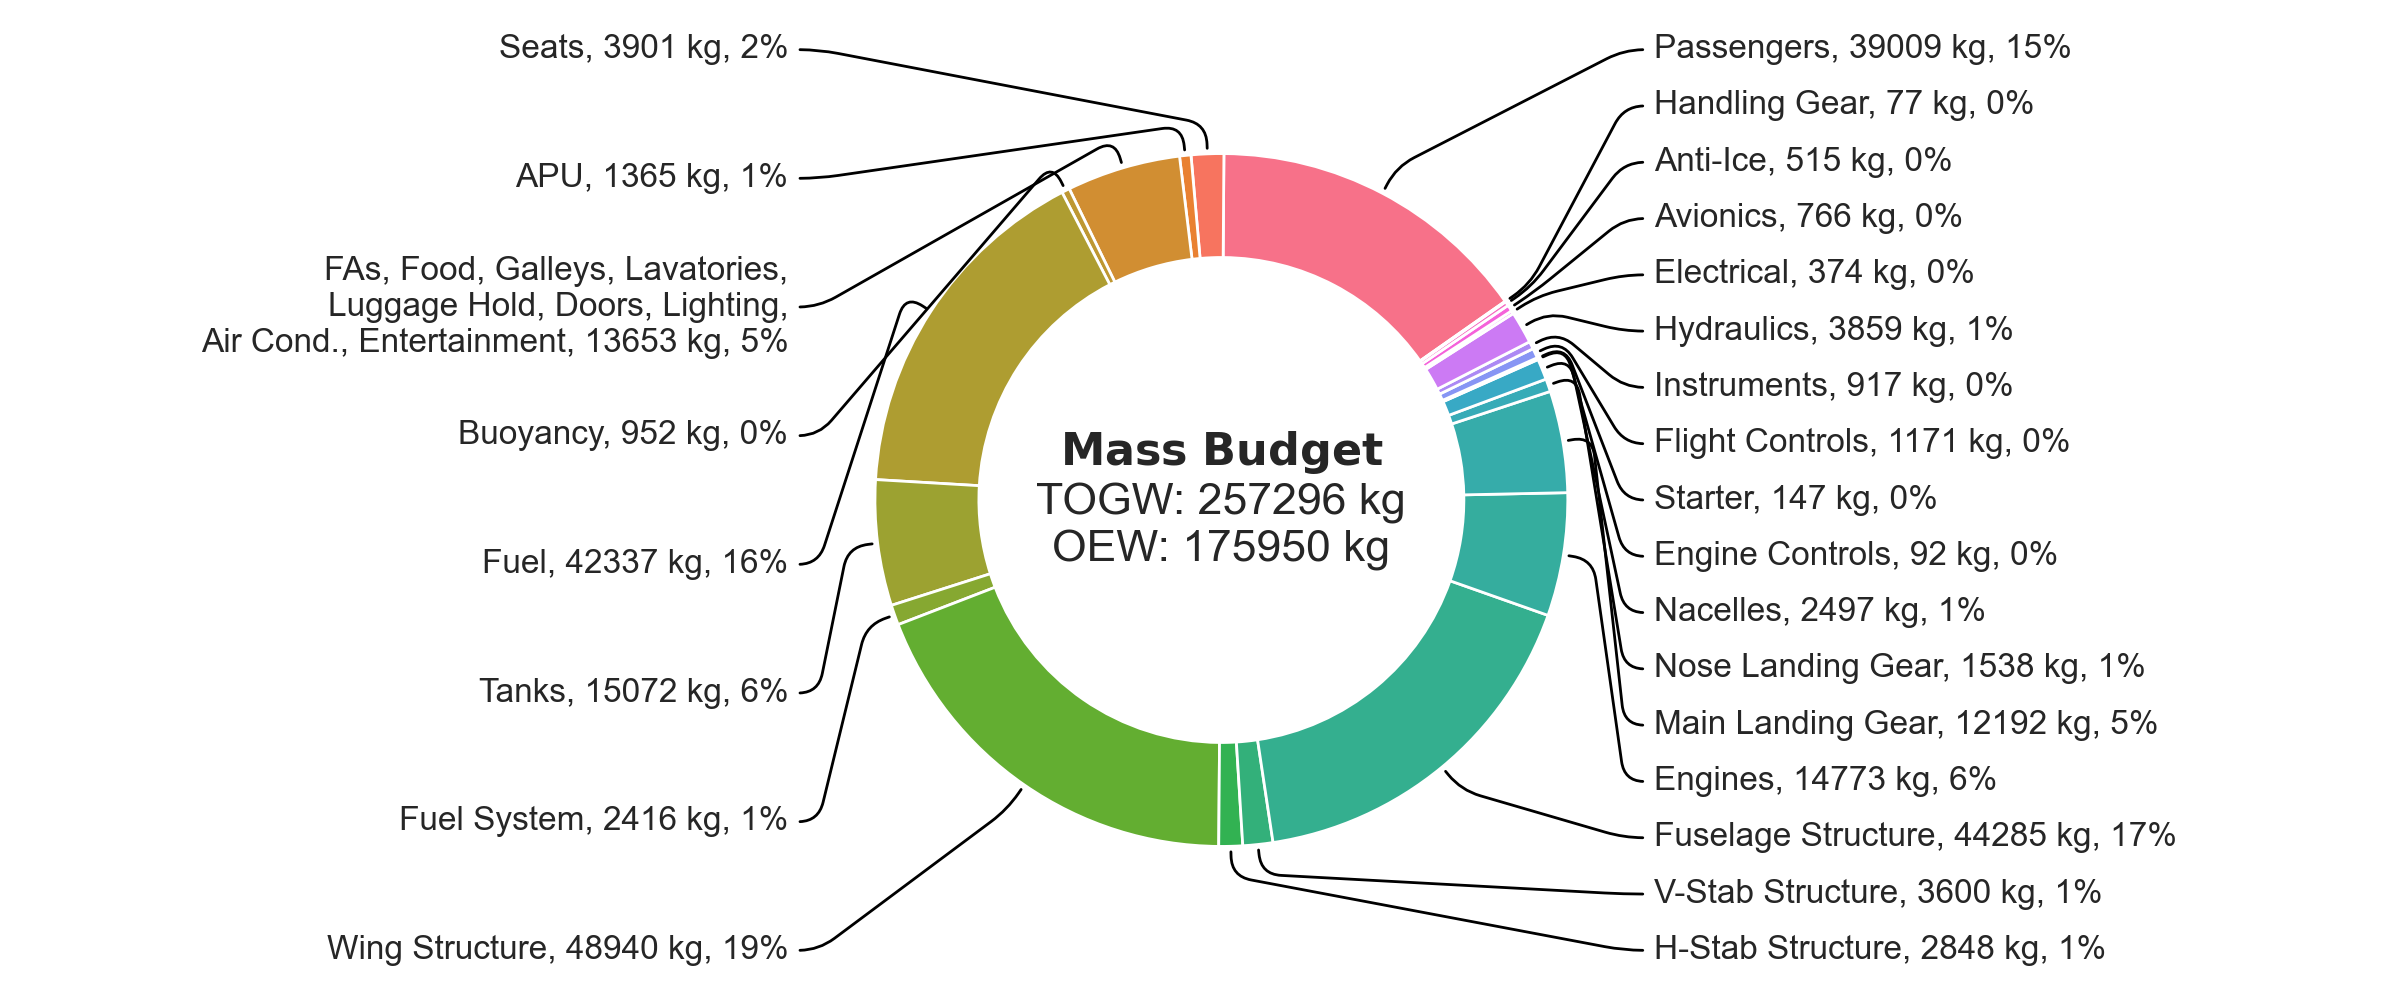 Seats, 3901 kg, 2%
APU, 1365 kg, 1%
FAs, Food, Galleys, Lavatories,
Luggage Hold, Doors, Lighting,
Air Cond., Entertainment, 13653 kg, 5%
Buoyancy, 952 kg, 0%
Fuel, 42337 kg, 16%
Tanks, 15072 kg, 6%
Fuel System, 2416 kg, 1%
Wing Structure, 48940 kg, 19%
Mass Budget
TOGW: 257296 kg
OEW: 175950 kg
Passengers, 39009 kg, 15%
Handling Gear, 77 kg, 0%
Anti-Ice, 515 kg, 0%
Avionics, 766 kg, 0%
Electrical, 374 kg, 0%
Hydraulics, 3859 kg, 1%
Instruments, 917 kg, 0%
Flight Controls, 1171 kg, 0%
Starter, 147 kg, 0%
Engine Controls, 92 kg, 0%
Nacelles, 2497 kg, 1%
Nose Landing Gear, 1538 kg, 1%
Main Landing Gear, 12192 kg, 5%
Engines, 14773 kg, 6%
Fuselage Structure, 44285 kg, 17%
V-Stab Structure, 3600 kg, 1%
H-Stab Structure, 2848 kg, 1%